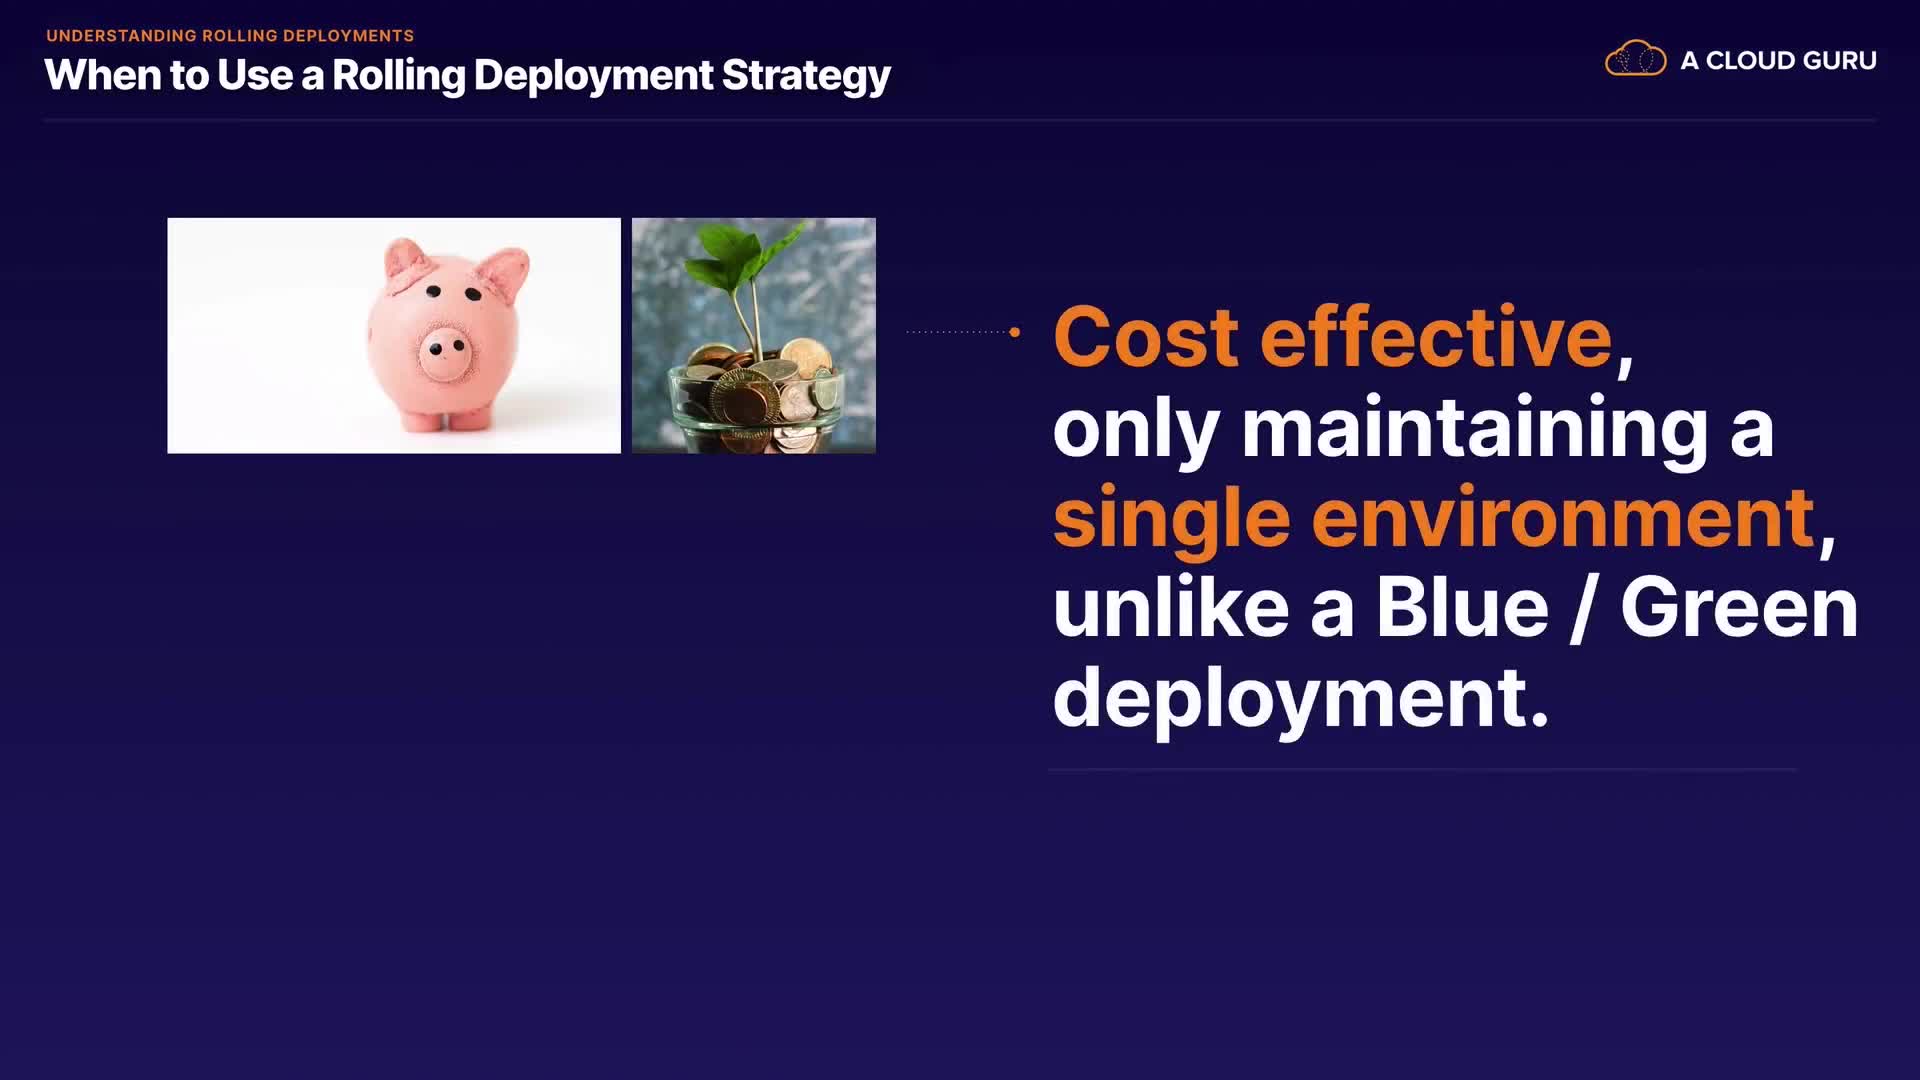 UNDERSTANDING ROLLING DEPLOYMENTS
When to Use a Rolling Deployment Strategy
A CLOUD GURU
Cost effective,
only maintaining a
single environment,
unlike a Blue / Green
deployment.